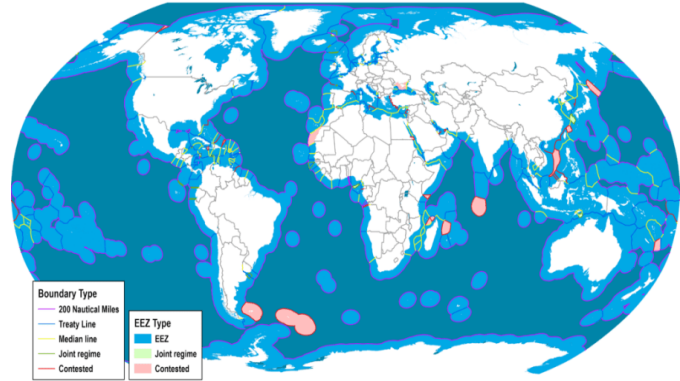 Boundary Type
200 Nautical Miles
Treaty Line
Median line
Joint regime
Contested
EEZ Type
EEZ
Joint regime
Contested